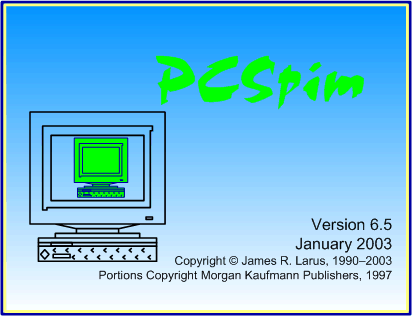 PCSpim
Version 6.5
January 2003
Copyright © James R. Larus, 1990–2003
Portions Copyright Morgan Kaufmann Publishers, 1997